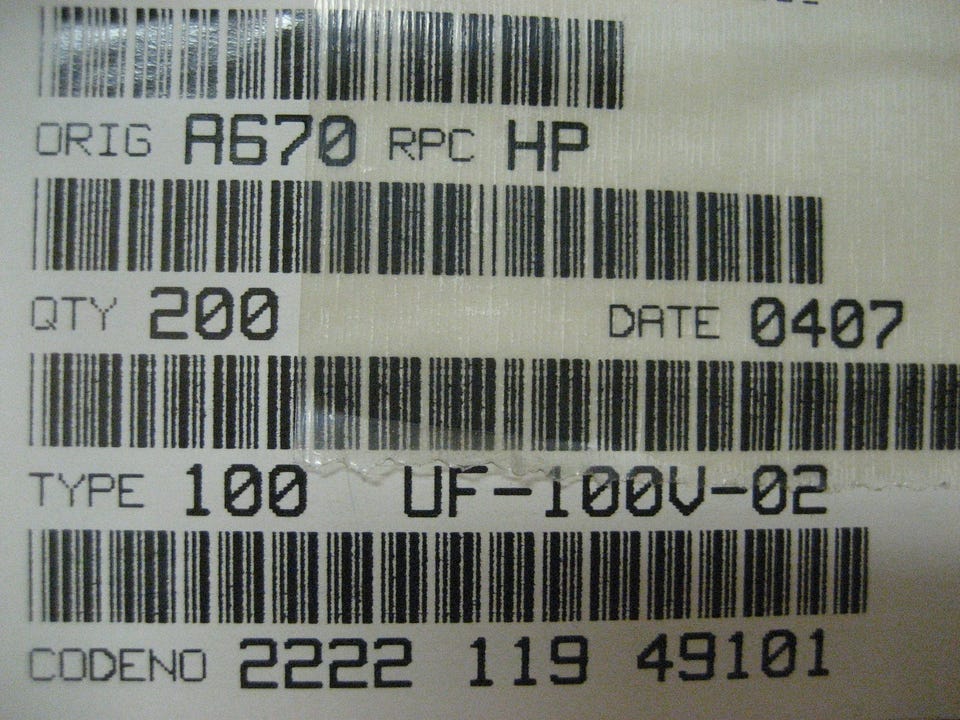 ORIG A670 RPC HP
QTY 200 DATE 0407
TYPE 100 UF-100V-02
CODENO 2222 119 49101